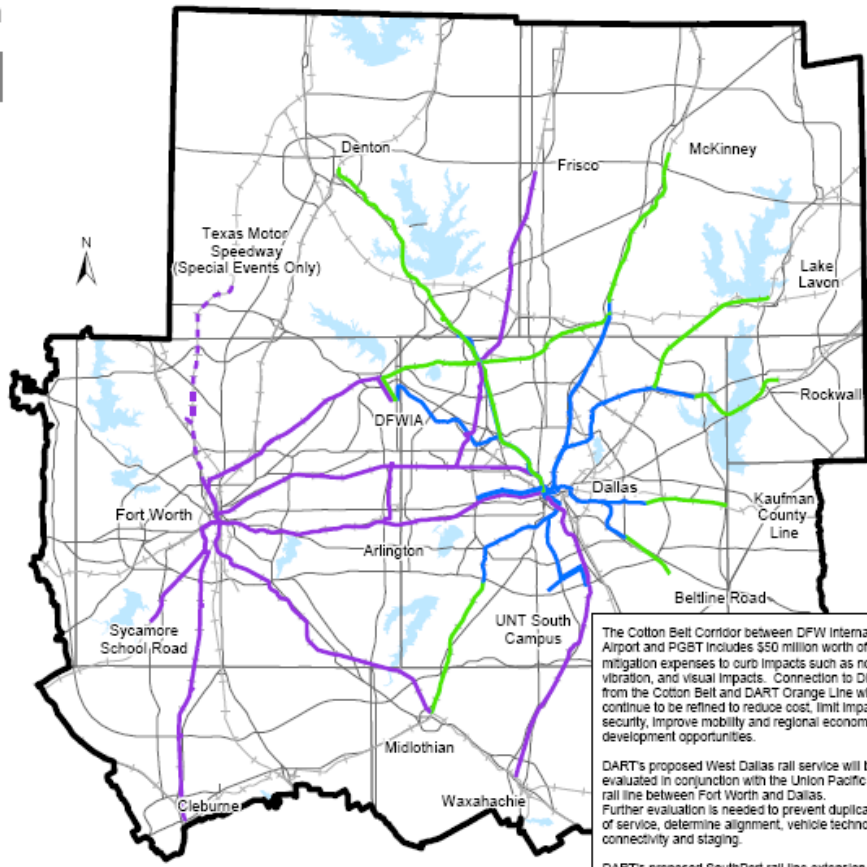 Denton
McKinney
Frisco
Texas Motor
Speedway
(Special Events Only)
N
Lake
Lavon
DFWIA
Rockwall
Dallas
Fort Worth
Kaufman
County
Line
Arlington
Beltline Road
UNT South
Campus
Sycamore
School Road
Midlothian
Waxahachie
Cleburne
The Cotton Belt Corridor between DFW Interna
Airport and PGBT includes $50 million worth of
mitigation expenses to curb impacts such as no
vibration, and visual impacts. Connection to D
from the Cotton Belt and DART Orange Line w
continue to be refined to reduce cost, limit impa
security, improve mobility and regional econom
development opportunities.
DART's proposed West Dallas rail service will b
evaluated in conjunction with the Union Pacific
rail line between Fort Worth and Dallas.
Further evaluation is needed to prevent duplica
of service, determine alignment, vehicle techno
connectivity and staging.
DART's proposed SouthPort rail line extension